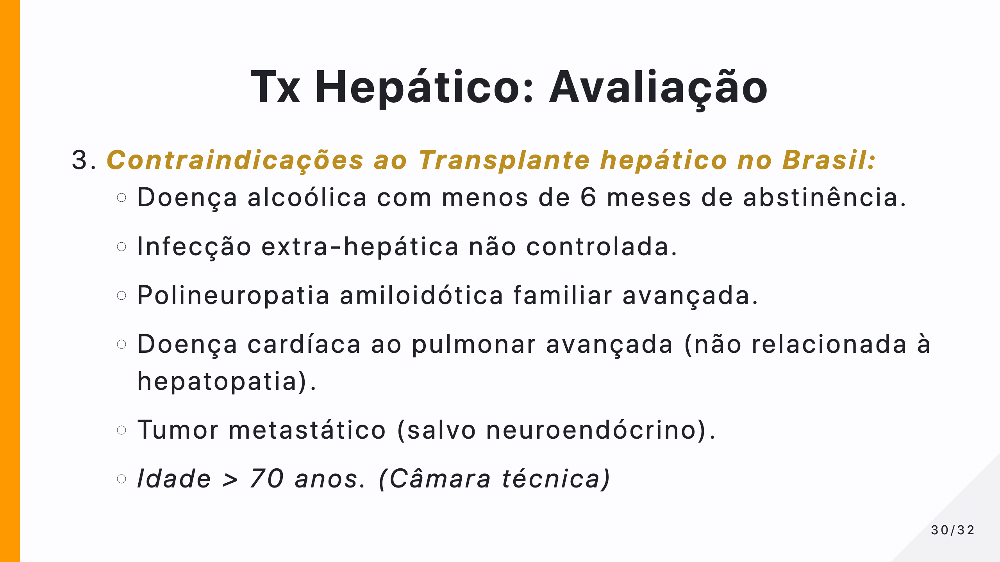 Tx Hepático: Avaliação
3. Contraindicações ao Transplante hepático no Brasil:
Doença alcoólica com menos de 6 meses de abstinência.
Infecção extra-hepática não controlada.
Polineuropatia amiloidótica familiar avançada.
Doença cardíaca ao pulmonar avançada (não relacionada à
hepatopatia).
Tumor metastático (salvo neuroendócrino).
Idade > 70 anos. (Câmara técnica)
30/32